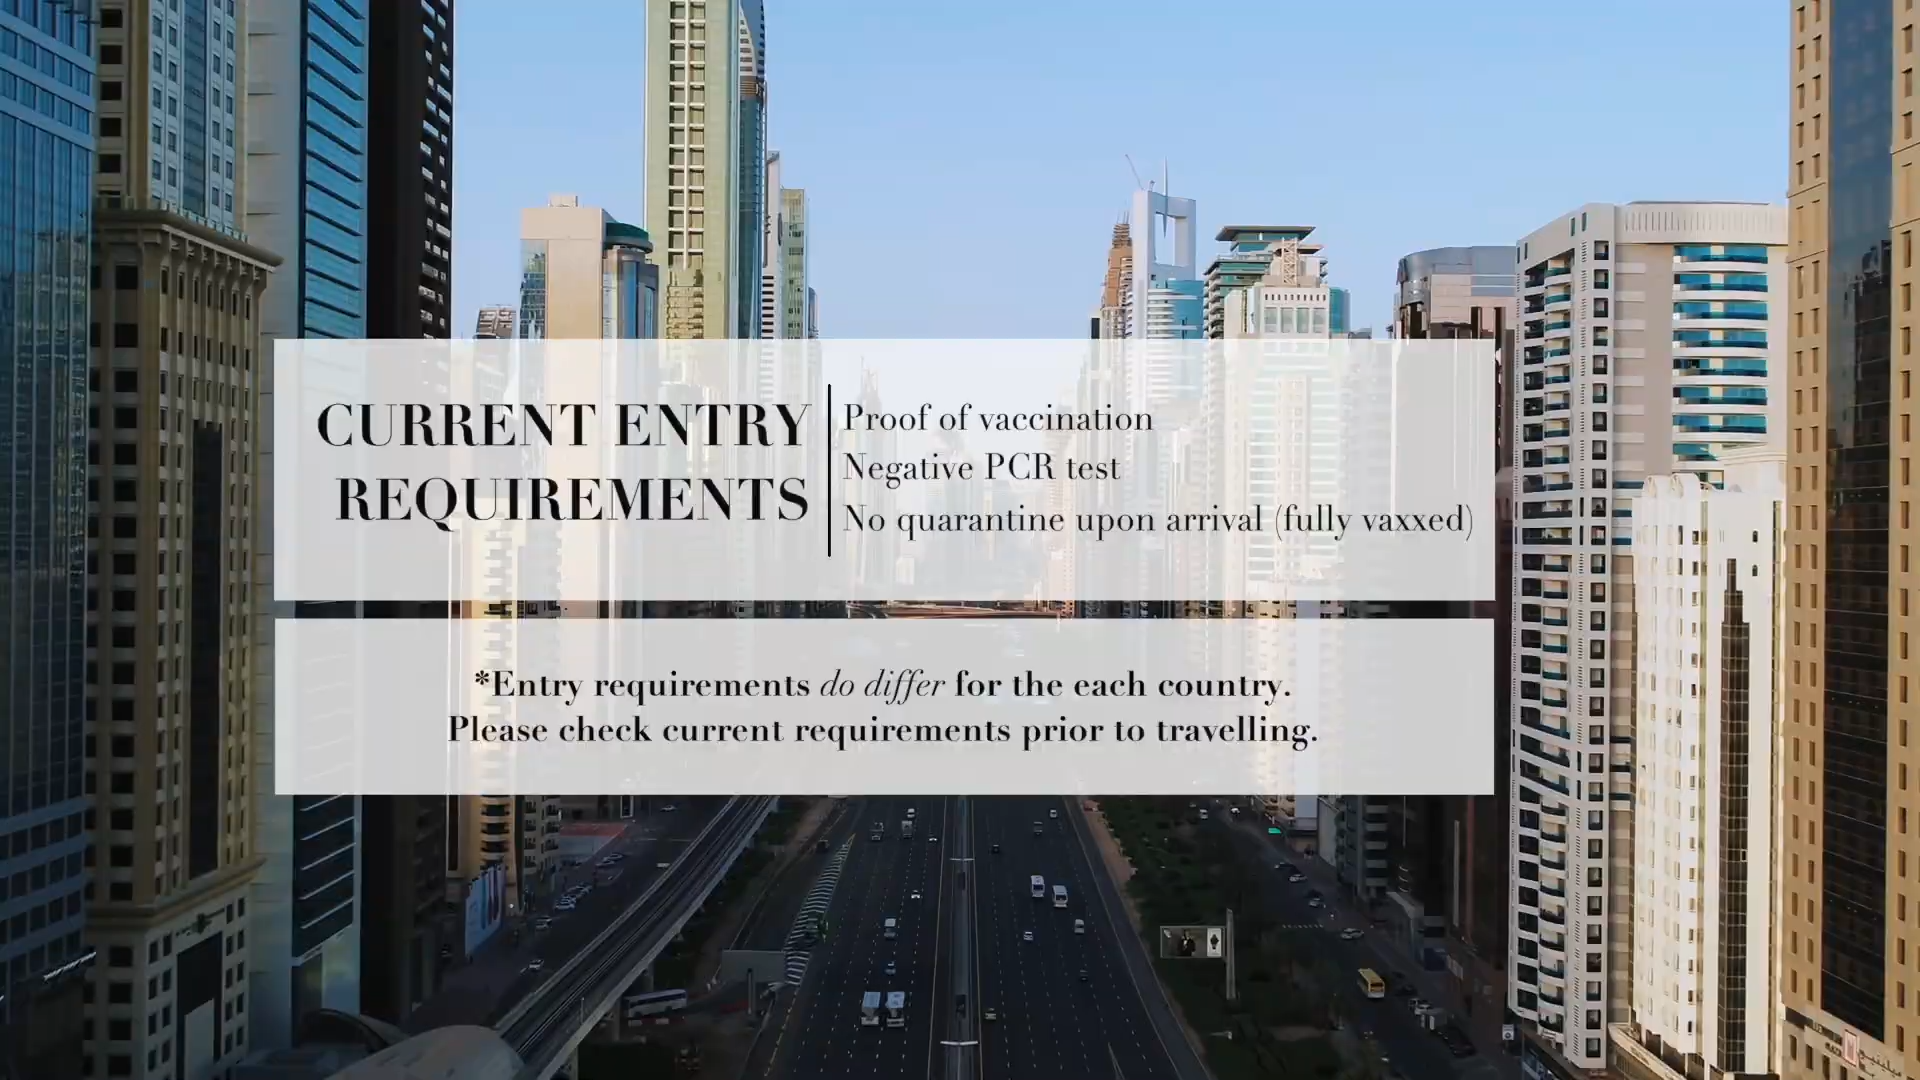 CURRENT ENTRY
REQUIREMENTS
Proof of vaccination
Negative PCR test
No quarantine upon arrival (fully vaxxed)
*Entry requirements do differ for the each country.
Please check current requirements prior to travelling.